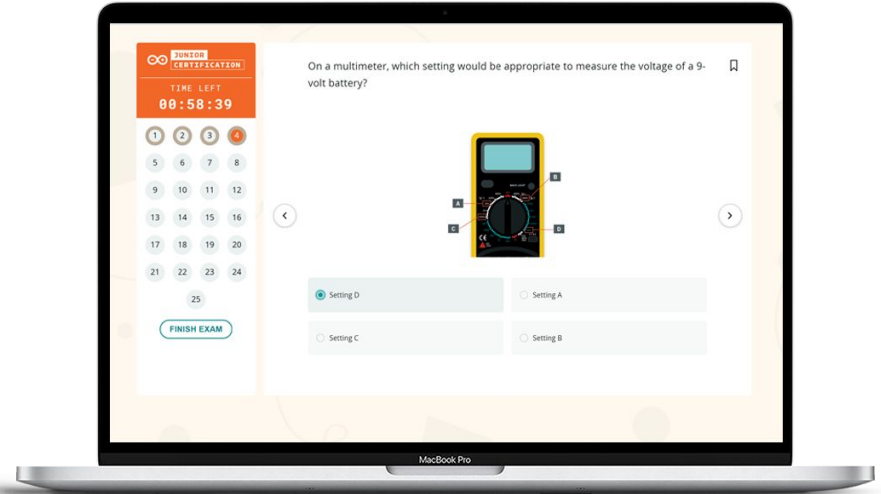 JUNIOR
CERTIFICATION
TIME LEFT
00:58:39
1 2 3 4
5 6 7 8
9 10 11 12
13 14 15 16
17 18 19 20
21 22 23 24
25
FINISH EXAM
On a multimeter, which setting would be appropriate to measure the voltage of a 9-
volt battery?
B
A
C
D
CE
Setting D
Setting A
Setting C
Setting B
MacBook Pro